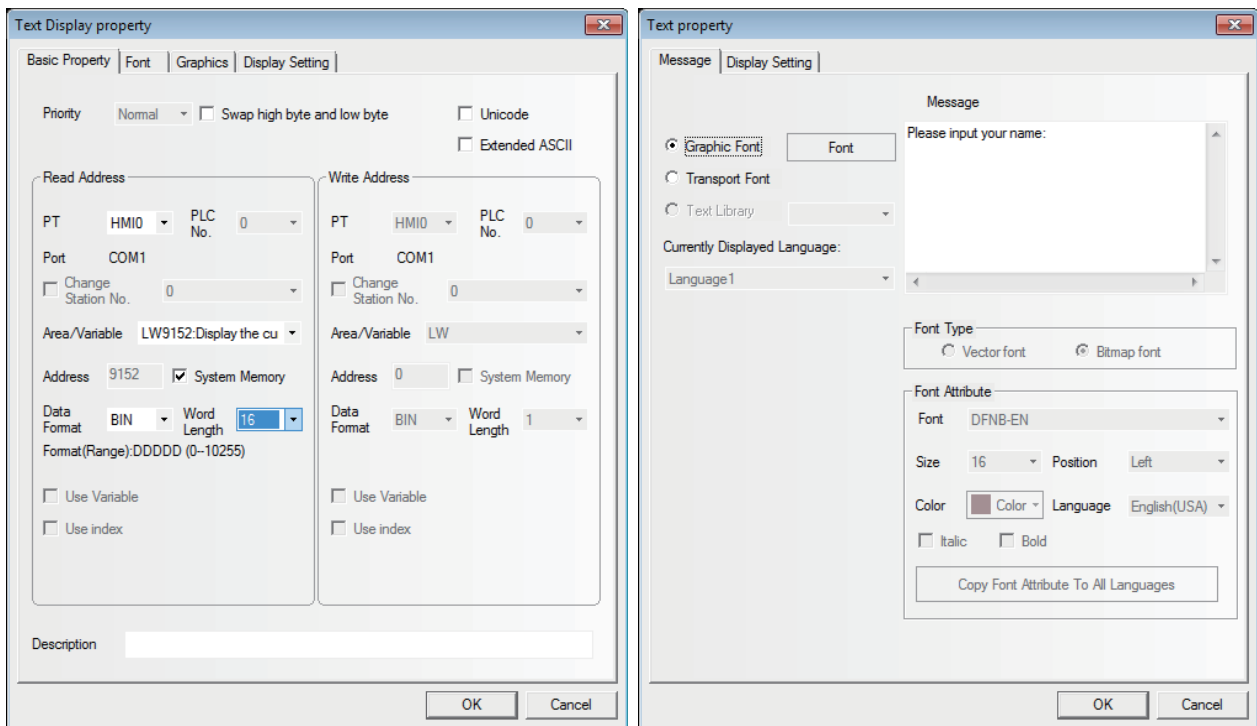 Text Display property
Basic Property Font Graphics Display Setting
Priority Normal Swap high byte and low byte Unicode
Extended ASCII
Read Address
PT HMI0 PLC No. 0
Port COM1
Change Station No. 0
Area/Variable LW9152:Display the cu
Address 9152 System Memory
Data Format BIN Word Length 16
Format(Range):DDDDD (0--10255)
Use Variable
Use index
Write Address
PT HMI0 PLC No. 0
Port COM1
Change Station No. 0
Area/Variable LW
Address 0 System Memory
Data Format BIN Word Length 1
Use Variable
Use index
Description
OK Cancel
Text property
Message Display Setting
Message
Please input your name:
Graphic Font Font
Transport Font
Text Library
Currently Displayed Language:
Language1
Font Type
Vector font Bitmap font
Font Attribute
Font DFNB-EN
Size 16 Position Left
Color Color Language English(USA)
Italic Bold
Copy Font Attribute To All Languages
OK Cancel